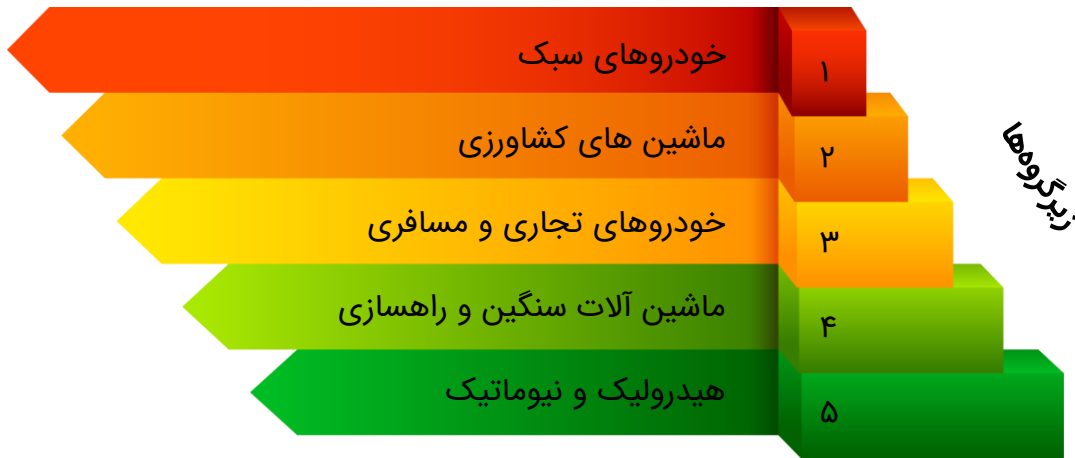 زیرگروه‌ها
۱ خودروهای سبک
۲ ماشین های کشاورزی
۳ خودروهای تجاری و مسافری
۴ ماشین آلات سنگین و راهسازی
۵ هیدرولیک و نیوماتیک